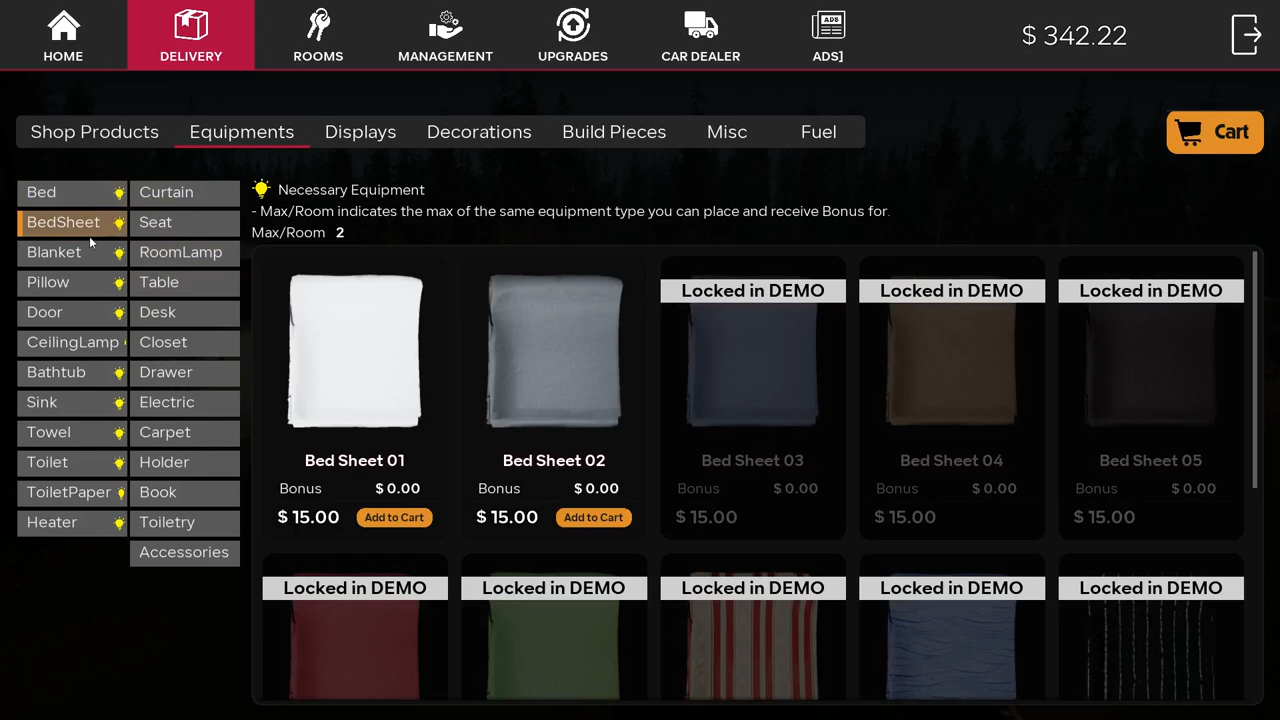 HOME
DELIVERY
ROOMS
MANAGEMENT
UPGRADES
CAR DEALER
ADS
ADS]
$ 342.22
Shop Products
Equipments
Displays
Decorations
Build Pieces
Misc
Fuel
Cart
Bed
BedSheet
Blanket
Pillow
Door
CeilingLamp
Bathtub
Sink
Towel
Toilet
ToiletPaper
Heater
Curtain
Seat
RoomLamp
Table
Desk
Closet
Drawer
Electric
Carpet
Holder
Book
Toiletry
Accessories
Necessary Equipment
- Max/Room indicates the max of the same equipment type you can place and receive Bonus for.
Max/Room 2
Bed Sheet 01
Bonus $ 0.00
$ 15.00 Add to Cart
Bed Sheet 02
Bonus $ 0.00
$ 15.00 Add to Cart
Locked in DEMO
Bed Sheet 03
Bonus $ 0.00
$ 15.00
Locked in DEMO
Bed Sheet 04
Bonus $ 0.00
$ 15.00
Locked in DEMO
Bed Sheet 05
Bonus $ 0.00
$ 15.00
Locked in DEMO
Locked in DEMO
Locked in DEMO
Locked in DEMO
Locked in DEMO